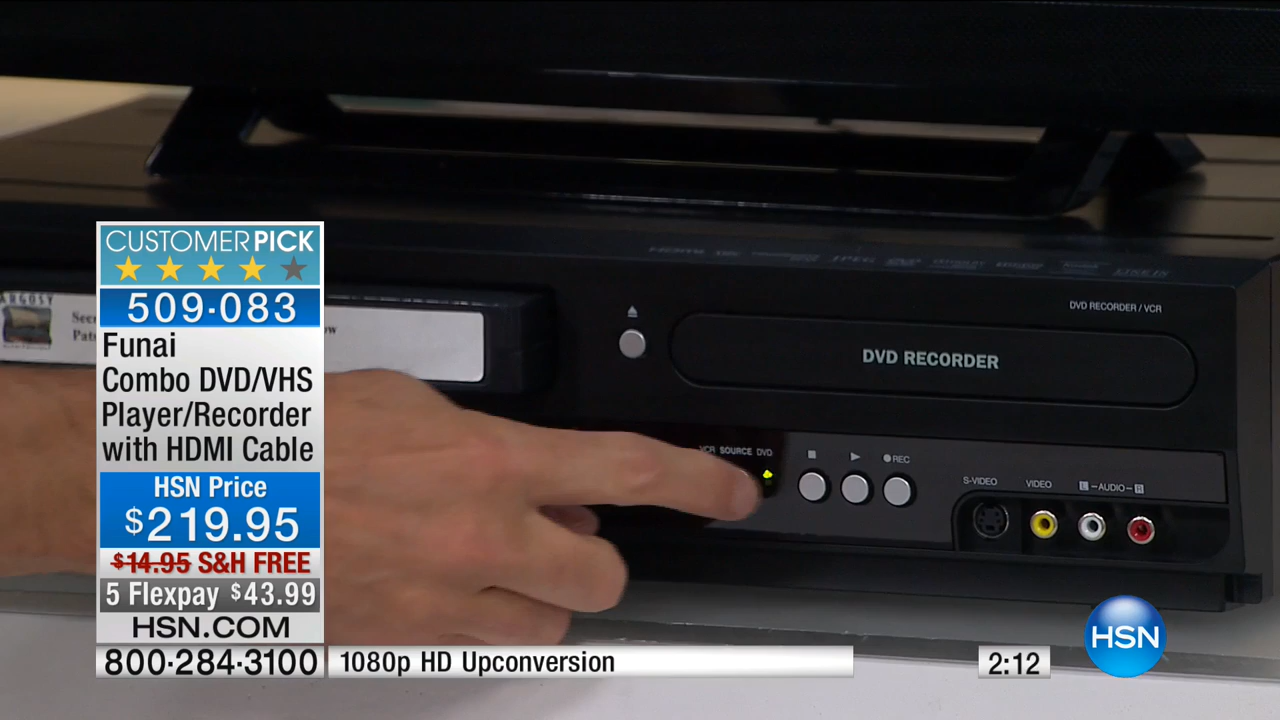 CUSTOMER PICK
509·083
Funai
Combo DVD/VHS
Player/Recorder
with HDMI Cable
HSN Price
$219.95
$14.95 S&H FREE
5 Flexpay $43.99
HSN.COM
800·284·3100
1080p HD Upconversion
2:12
HSN
DVD RECORDER / VCR
DVD RECORDER
VCR SOURCE DVD
REC
S-VIDEO
VIDEO
L AUDIO R